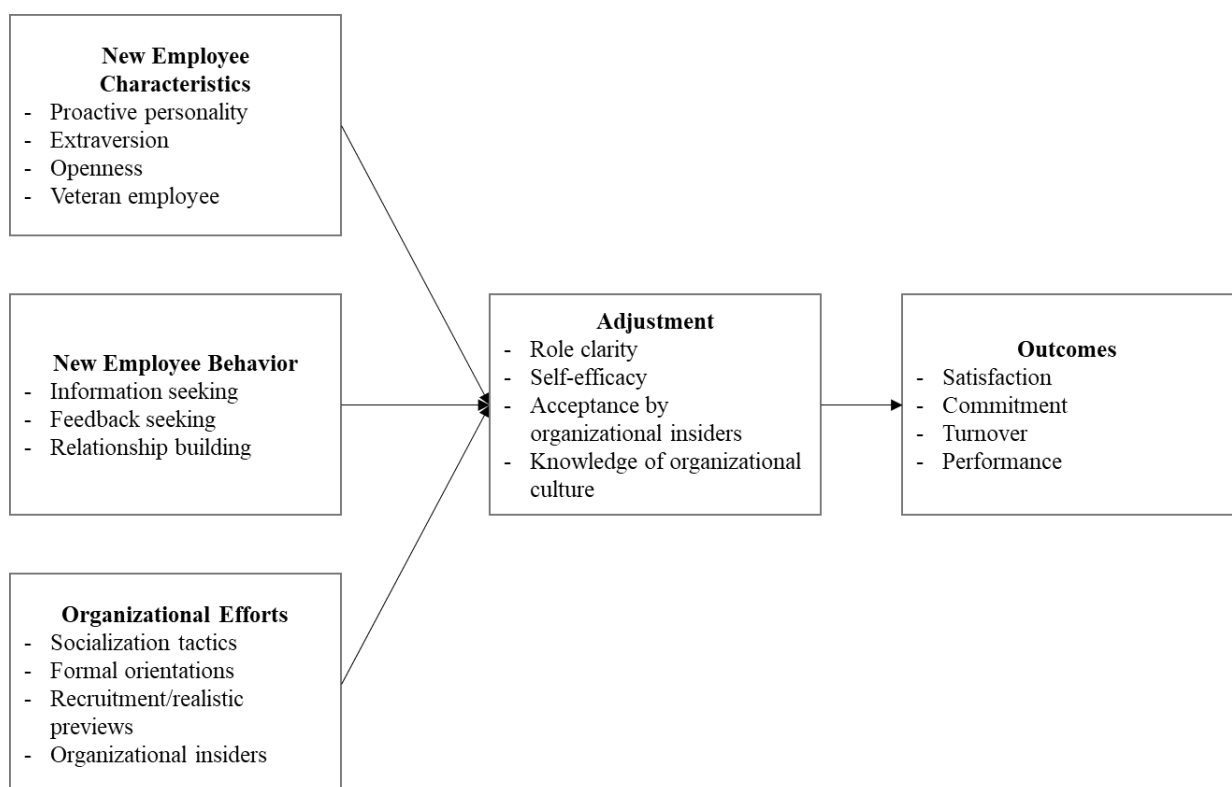 New Employee
Characteristics
- Proactive personality
- Extraversion
- Openness
- Veteran employee
New Employee Behavior
- Information seeking
- Feedback seeking
- Relationship building
Organizational Efforts
- Socialization tactics
- Formal orientations
- Recruitment/realistic
previews
- Organizational insiders
Adjustment
- Role clarity
- Self-efficacy
- Acceptance by
organizational insiders
- Knowledge of organizational
culture
Outcomes
- Satisfaction
- Commitment
- Turnover
- Performance